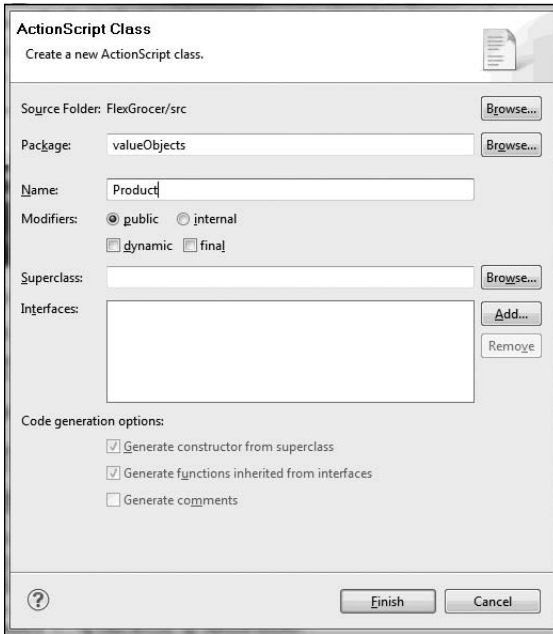 ActionScript Class
Create a new ActionScript class.
Source Folder: FlexGrocer/src Browse...
Package: valueObjects Browse...
Name: Product
Modifiers: public internal
dynamic final
Superclass: Browse...
Interfaces: Add...
Remove
Code generation options:
Generate constructor from superclass
Generate functions inherited from interfaces
Generate comments
? Finish Cancel